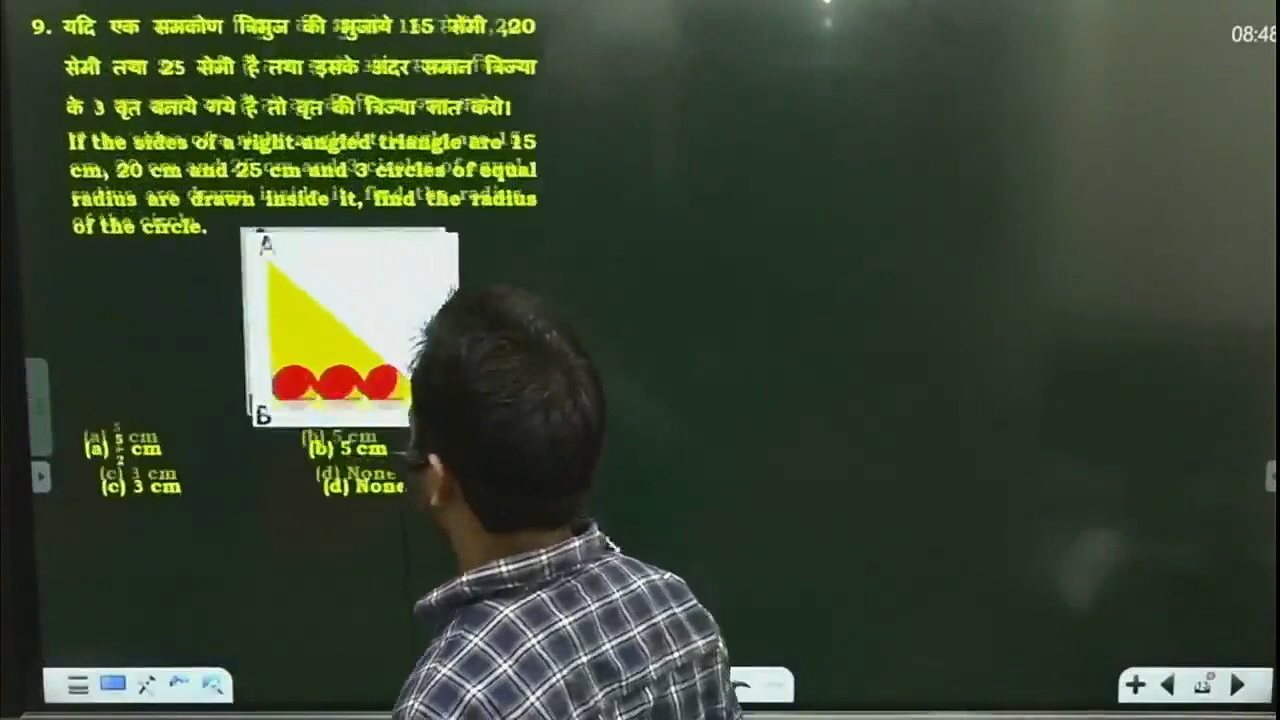 9. यदि एक समकोण त्रिभुज की भुजाये 15 सेंमी ,20
सेमी तथा 25 सेमी है तथा इसके अंदर समान त्रिज्या
के 3 वृत बनाये गये है तो वृत की त्रिज्या ज्ञात करो।
If the sides of a right-angled triangle are 15
cm, 20 cm and 25 cm and 3 circles of equal
radius are drawn inside it, find the radius
of the circle.
A
B
(a) cm (b) 5 cm
(c) 3 cm (d) None
08:48